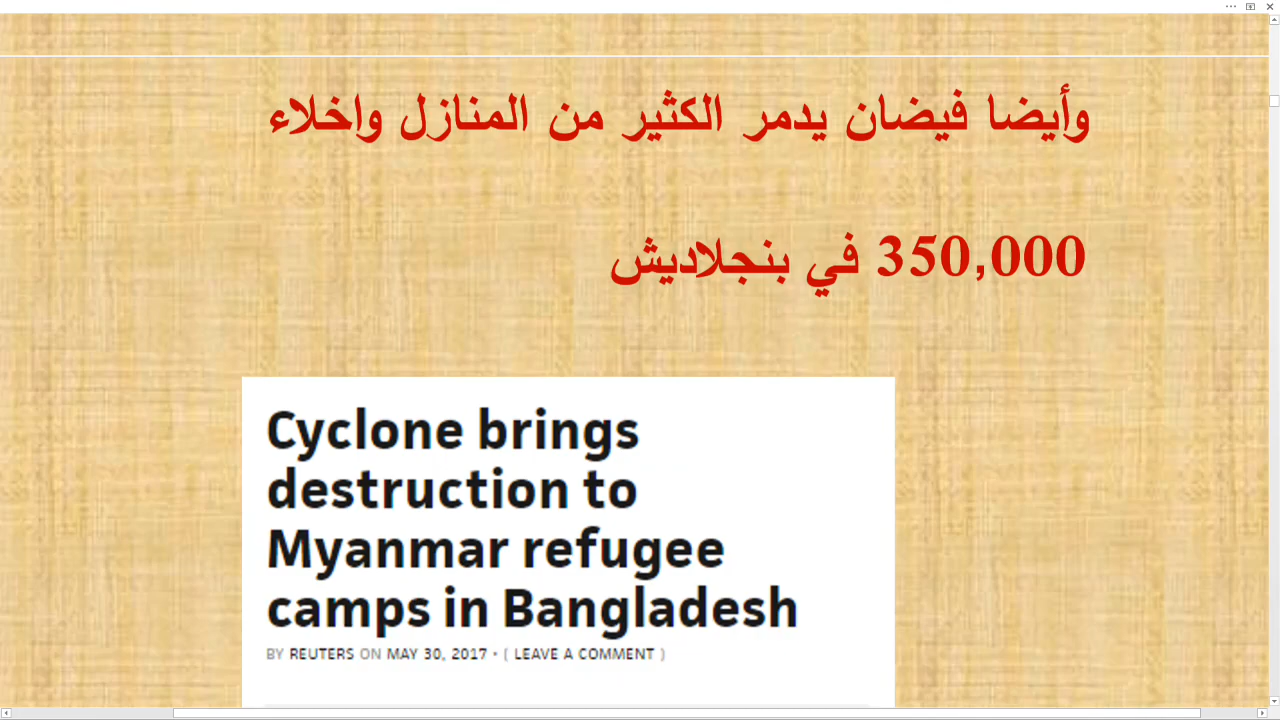 وأيضا فيضان يدمر الكثير من المنازل واخلاء
350,000 في بنجلاديش
Cyclone brings
destruction to
Myanmar refugee
camps in Bangladesh
BY REUTERS ON MAY 30, 2017 • ( LEAVE A COMMENT )